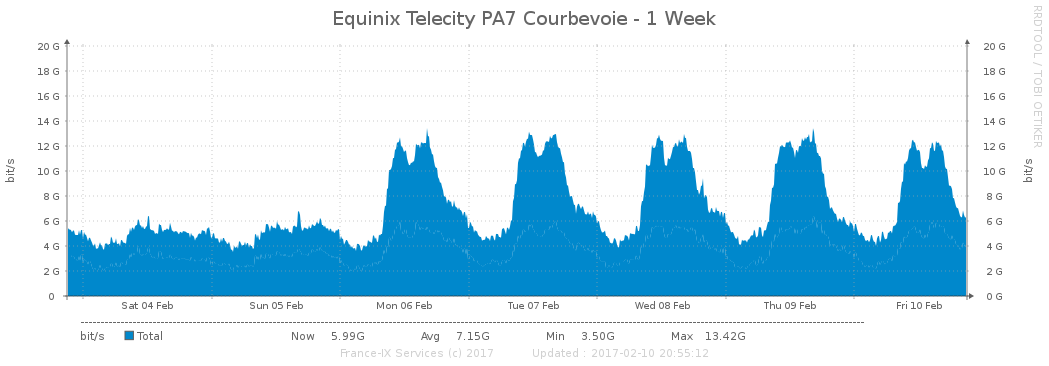 Equinix Telecity PA7 Courbevoie - 1 Week
RRDTOOL / TOBI OETIKER
bit/s
bit/s
20 G 20 G
18 G 18 G
16 G 16 G
14 G 14 G
12 G 12 G
10 G 10 G
8 G 8 G
6 G 6 G
4 G 4 G
2 G 2 G
0 0 G
Sat 04 Feb Sun 05 Feb Mon 06 Feb Tue 07 Feb Wed 08 Feb Thu 09 Feb Fri 10 Feb
bit/s Total Now 5.99G Avg 7.15G Min 3.50G Max 13.42G
France-IX Services (c) 2017 Updated : 2017-02-10 20:55:12